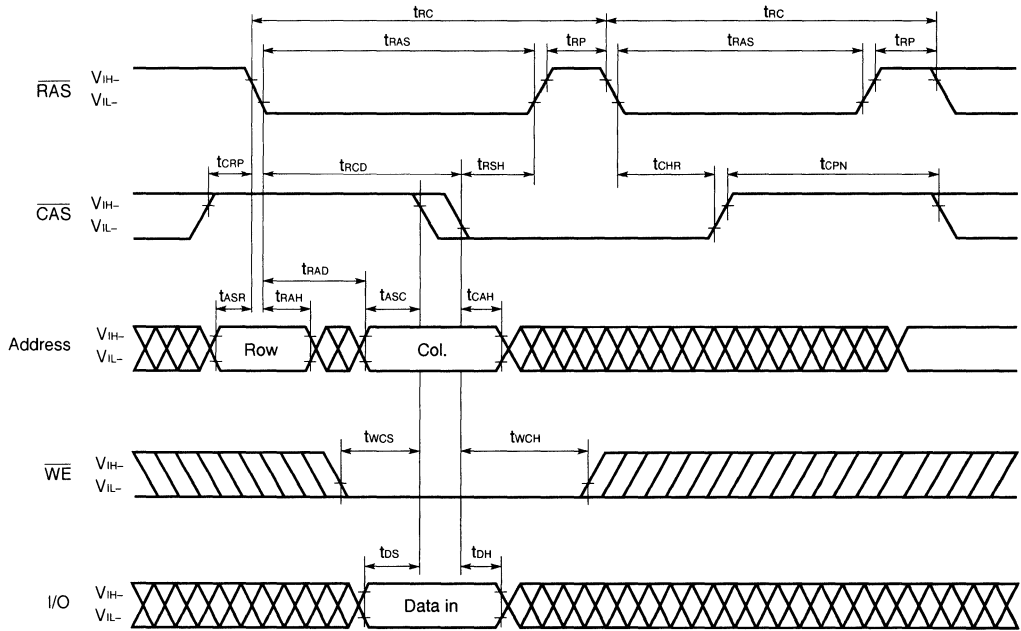 tRC tRC
tRAS tRP tRAS tRP
RAS VIH– VIL–
tCRP tRCD tRSH tCHR tCPN
CAS VIH– VIL–
tRAD
tASR tRAH tASC tCAH
Address VIH– VIL– Row Col.
tWCS tWCH
WE VIH– VIL–
tDS tDH
I/O VIH– VIL– Data in